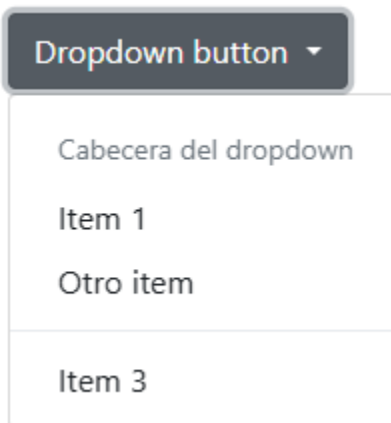 Dropdown button
Cabecera del dropdown
Item 1
Otro item
Item 3